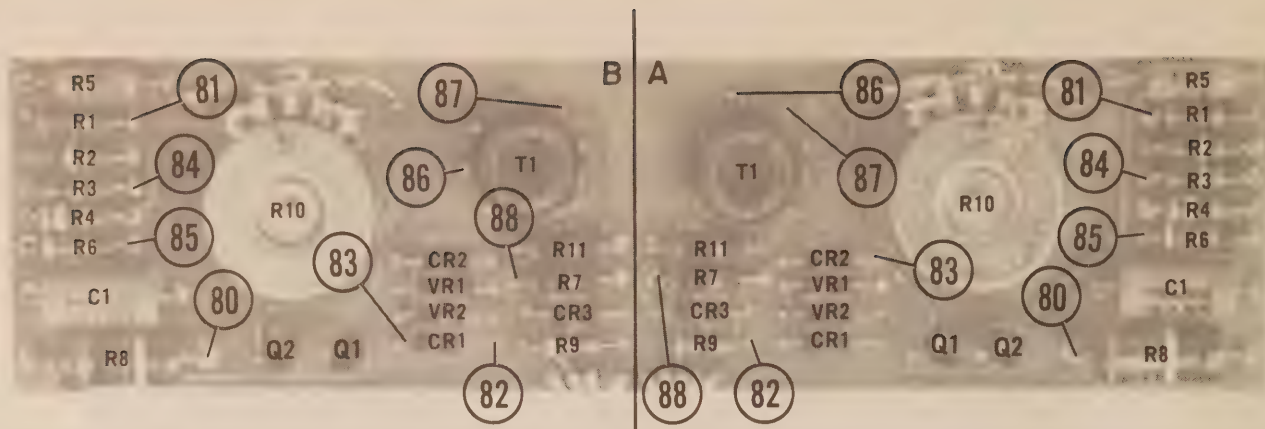 B A
R5
81
R1
R2
84
R3
R4
R6
85
C1
80
R8
Q2 Q1
R10
83
87
T1
86
88
CR2
VR1
VR2
CR1
R11
R7
CR3
R9
82
86
T1
87
R11
R7
CR3
R9
88
82
CR2
VR1
VR2
CR1
83
R10
Q1 Q2
80
81
R5
R1
R2
84
R3
R4
85
R6
C1
R8